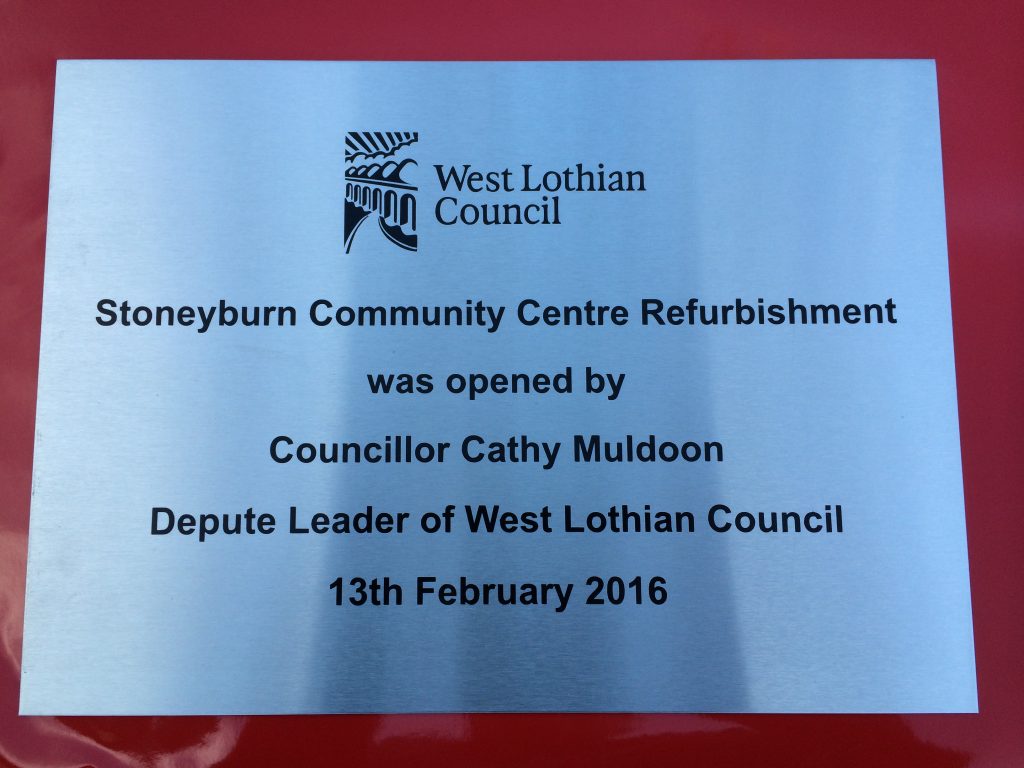 West Lothian
Council
Stoneyburn Community Centre Refurbishment
was opened by
Councillor Cathy Muldoon
Depute Leader of West Lothian Council
13th February 2016